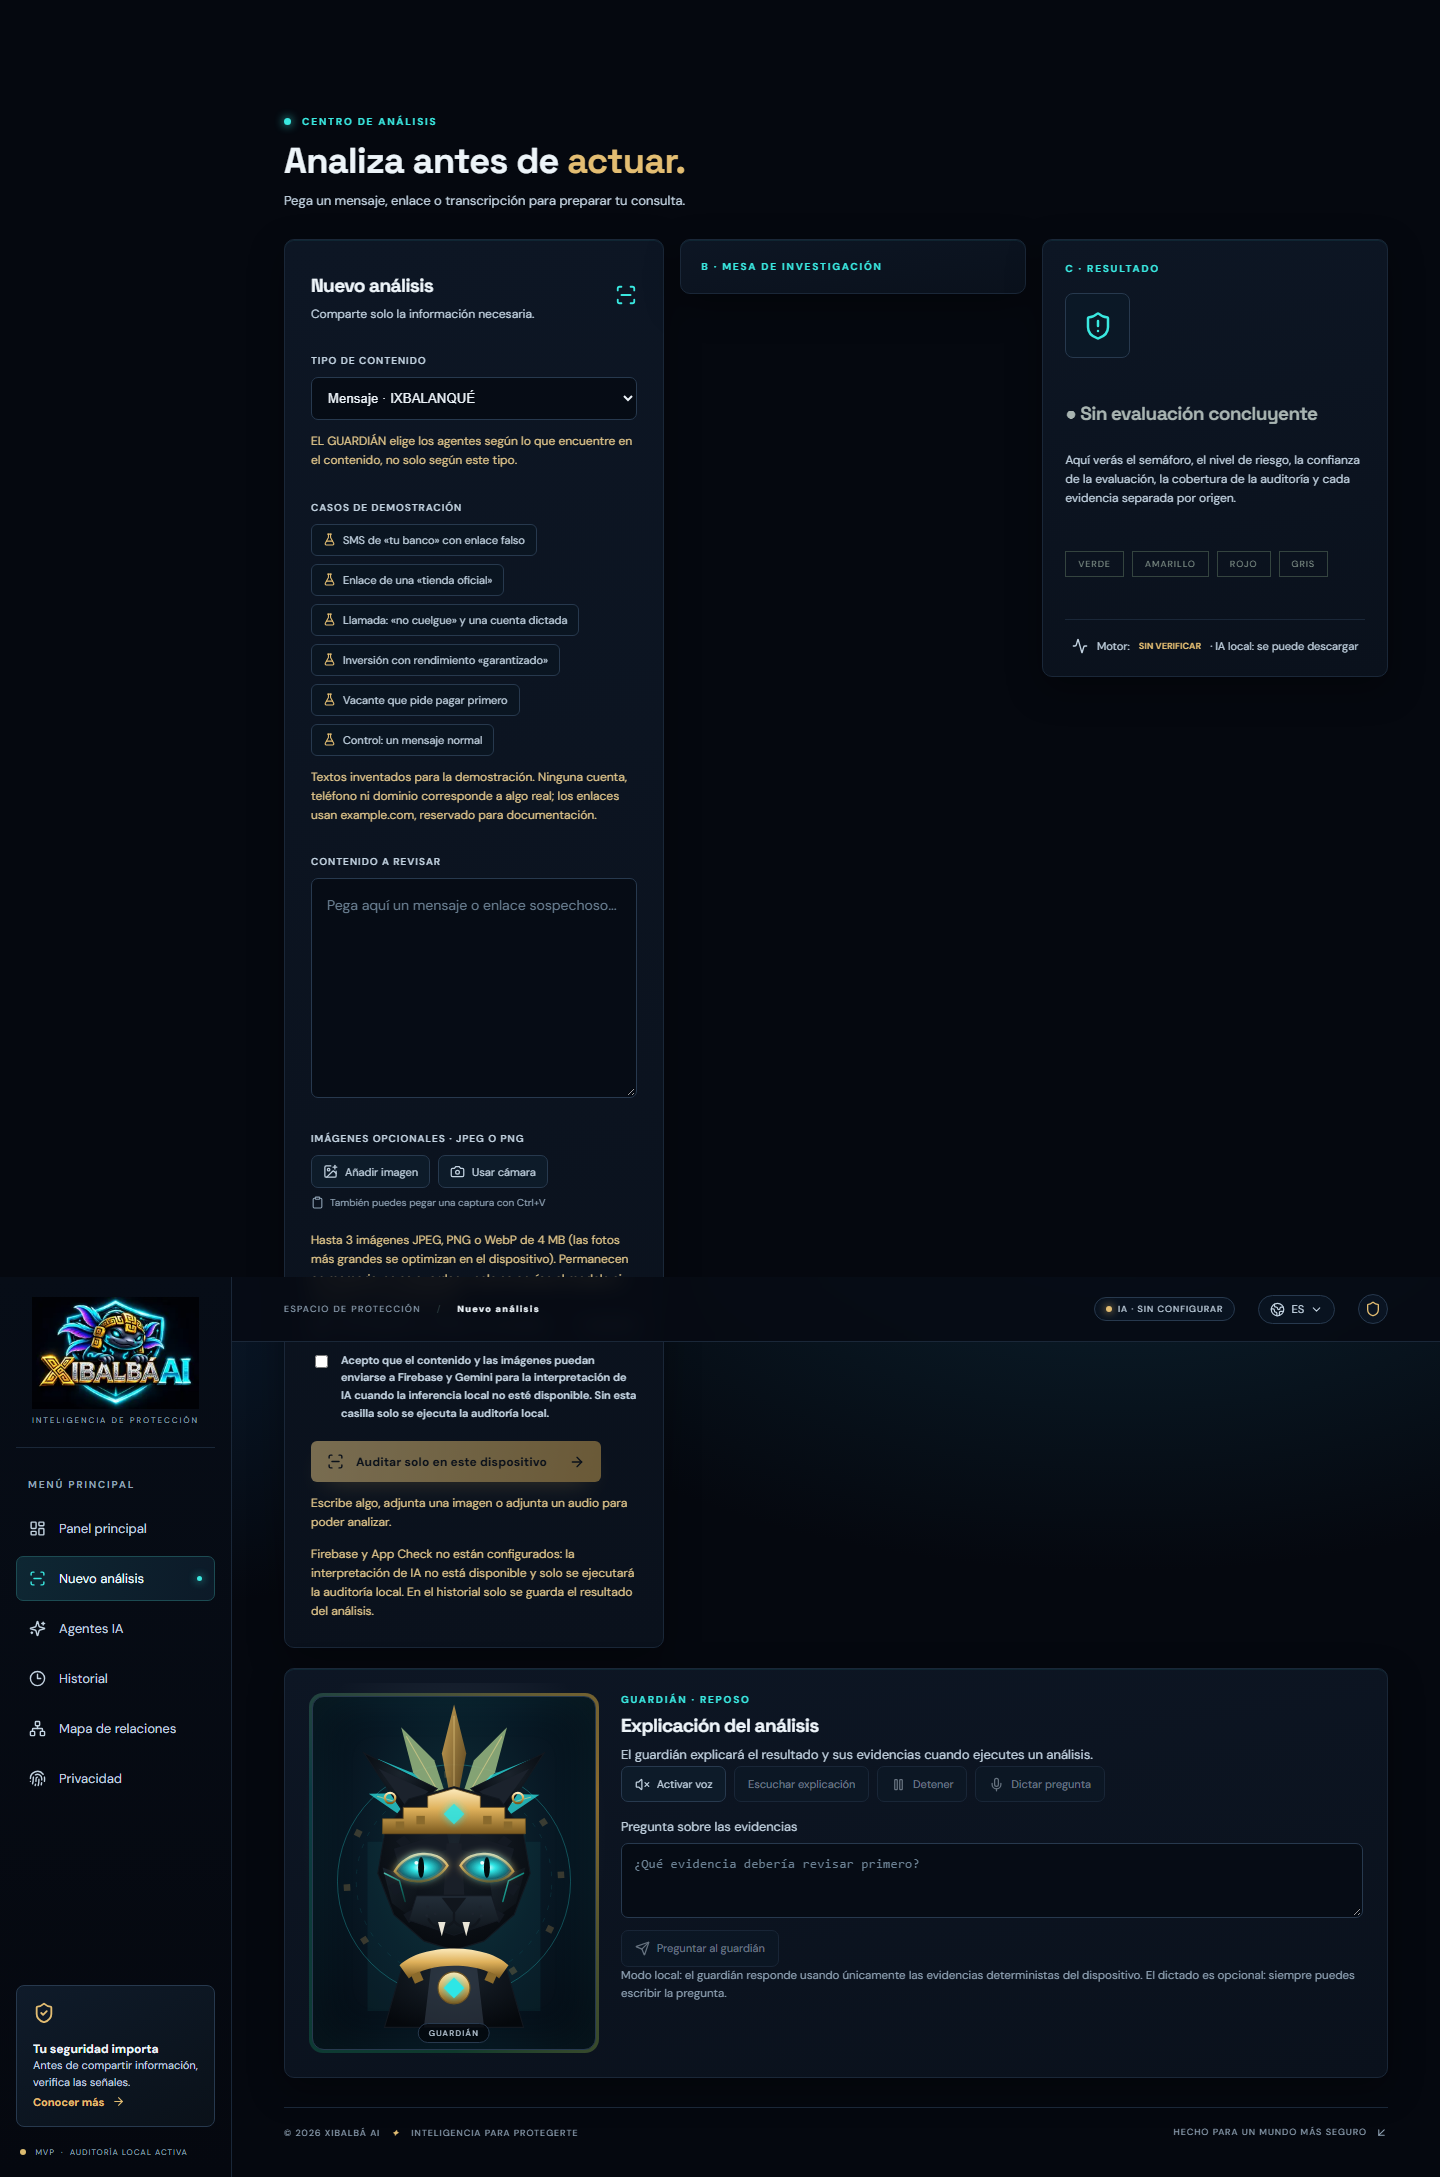 CENTRO DE ANÁLISIS
Analiza antes de actuar.
Pega un mensaje, enlace o transcripción para preparar tu consulta.
Nuevo análisis
Comparte solo la información necesaria.
TIPO DE CONTENIDO
Mensaje · IXBALANQUÉ
EL GUARDIÁN elige los agentes según lo que encuentre en
el contenido, no solo según este tipo.
CASOS DE DEMOSTRACIÓN
SMS de «tu banco» con enlace falso
Enlace de una «tienda oficial»
Llamada: «no cuelgue» y una cuenta dictada
Inversión con rendimiento «garantizado»
Vacante que pide pagar primero
Control: un mensaje normal
Textos inventados para la demostración. Ninguna cuenta,
teléfono ni dominio corresponde a algo real; los enlaces
usan example.com, reservado para documentación.
CONTENIDO A REVISAR
Pega aquí un mensaje o enlace sospechoso...
IMÁGENES OPCIONALES · JPEG O PNG
Añadir imagen
Usar cámara
También puedes pegar una captura con Ctrl+V
Hasta 3 imágenes JPEG, PNG o WebP de 4 MB (las fotos
más grandes se optimizan en el dispositivo). Permanecen
B · MESA DE INVESTIGACIÓN
C · RESULTADO
● Sin evaluación concluyente
Aquí verás el semáforo, el nivel de riesgo, la confianza
de la evaluación, la cobertura de la auditoría y cada
evidencia separada por origen.
VERDE AMARILLO ROJO GRIS
Motor: SIN VERIFICAR · IA local: se puede descargar
ESPACIO DE PROTECCIÓN / Nuevo análisis
IA · SIN CONFIGURAR
ES
XIBALBÁ AI
INTELIGENCIA DE PROTECCIÓN
MENÚ PRINCIPAL
Panel principal
Nuevo análisis
Agentes IA
Historial
Mapa de relaciones
Privacidad
Tu seguridad importa
Antes de compartir información,
verifica las señales.
Conocer más
MVP · AUDITORÍA LOCAL ACTIVA
Acepto que el contenido y las imágenes puedan
enviarse a Firebase y Gemini para la interpretación de
IA cuando la inferencia local no esté disponible. Sin esta
casilla solo se ejecuta la auditoría local.
Auditar solo en este dispositivo
Escribe algo, adjunta una imagen o adjunta un audio para
poder analizar.
Firebase y App Check no están configurados: la
interpretación de IA no está disponible y solo se ejecutará
la auditoría local. En el historial solo se guarda el resultado
del análisis.
GUARDIÁN
GUARDIÁN · REPOSO
Explicación del análisis
El guardián explicará el resultado y sus evidencias cuando ejecutes un análisis.
Activar voz
Escuchar explicación
Detener
Dictar pregunta
Pregunta sobre las evidencias
¿Qué evidencia debería revisar primero?
Preguntar al guardián
Modo local: el guardián responde usando únicamente las evidencias deterministas del dispositivo. El dictado es opcional: siempre puedes
escribir la pregunta.
© 2026 XIBALBÁ AI ✦ INTELIGENCIA PARA PROTEGERTE
HECHO PARA UN MUNDO MÁS SEGURO